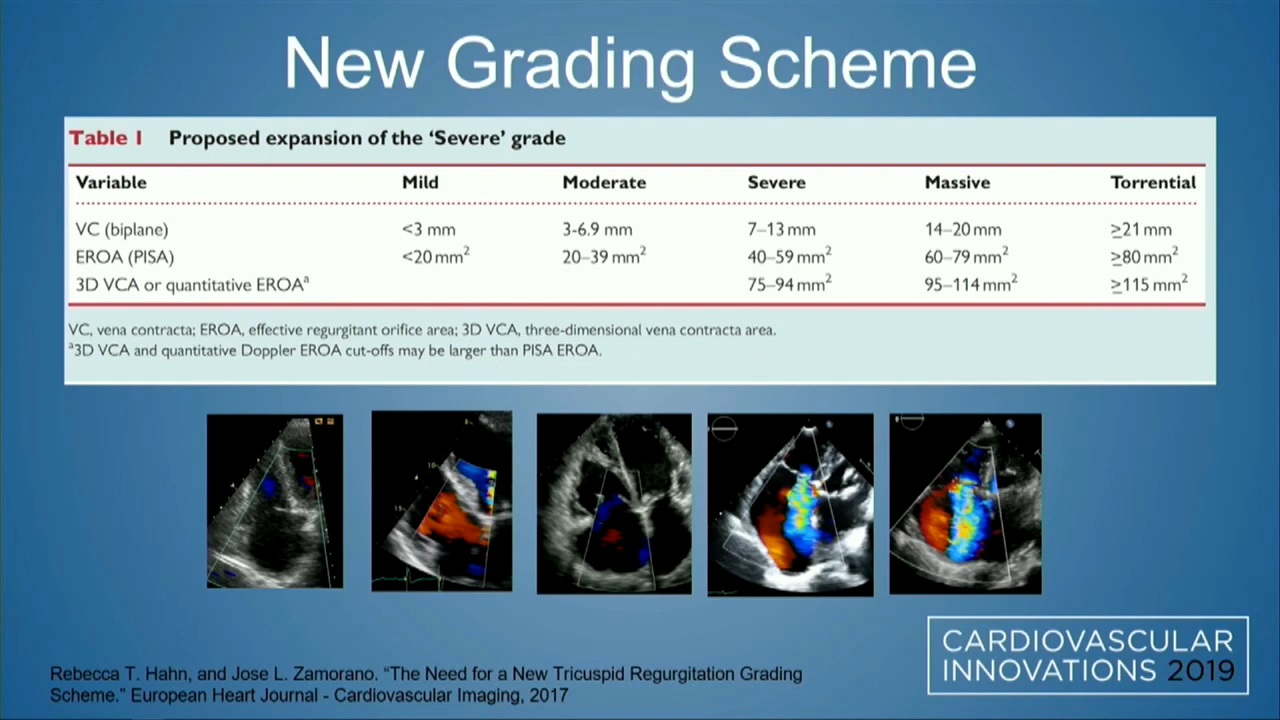 New Grading Scheme
Table 1 Proposed expansion of the ‘Severe’ grade
Variable Mild Moderate Severe Massive Torrential
VC (biplane) <3 mm 3-6.9 mm 7–13 mm 14–20 mm ≥21 mm
EROA (PISA) <20 mm² 20–39 mm² 40–59 mm² 60–79 mm² ≥80 mm²
3D VCA or quantitative EROAᵃ 75–94 mm² 95–114 mm² ≥115 mm²
VC, vena contracta; EROA, effective regurgitant orifice area; 3D VCA, three-dimensional vena contracta area.
ᵃ3D VCA and quantitative Doppler EROA cut-offs may be larger than PISA EROA.
Rebecca T. Hahn, and Jose L. Zamorano. “The Need for a New Tricuspid Regurgitation Grading
Scheme.” European Heart Journal - Cardiovascular Imaging, 2017
CARDIOVASCULAR
INNOVATIONS 2019